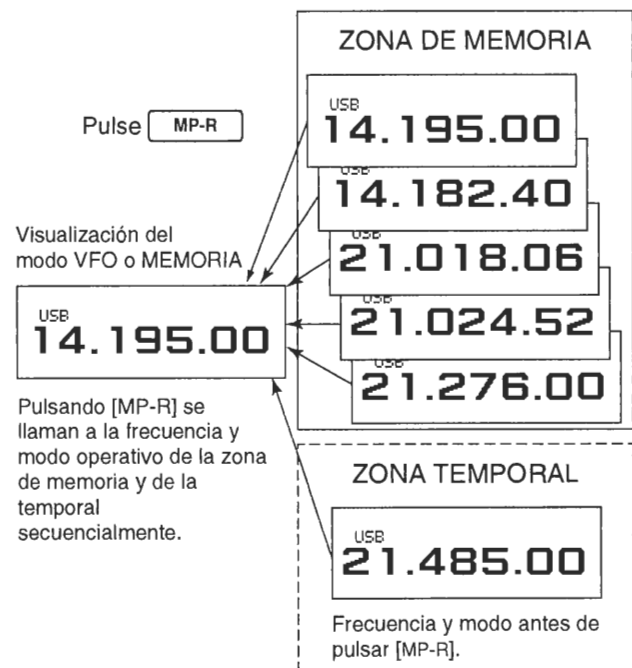 ZONA DE MEMORIA
Pulse MP-R
USB
14.195.00
USB
14.182.40
21.018.06
USB
21.024.52
USB
21.276.00
Visualización del
modo VFO o MEMORIA
USB
14.195.00
Pulsando [MP-R] se
llaman a la frecuencia y
modo operativo de la zona
de memoria y de la
temporal
secuencialmente.
ZONA TEMPORAL
USB
21.485.00
Frecuencia y modo antes de
pulsar [MP-R].